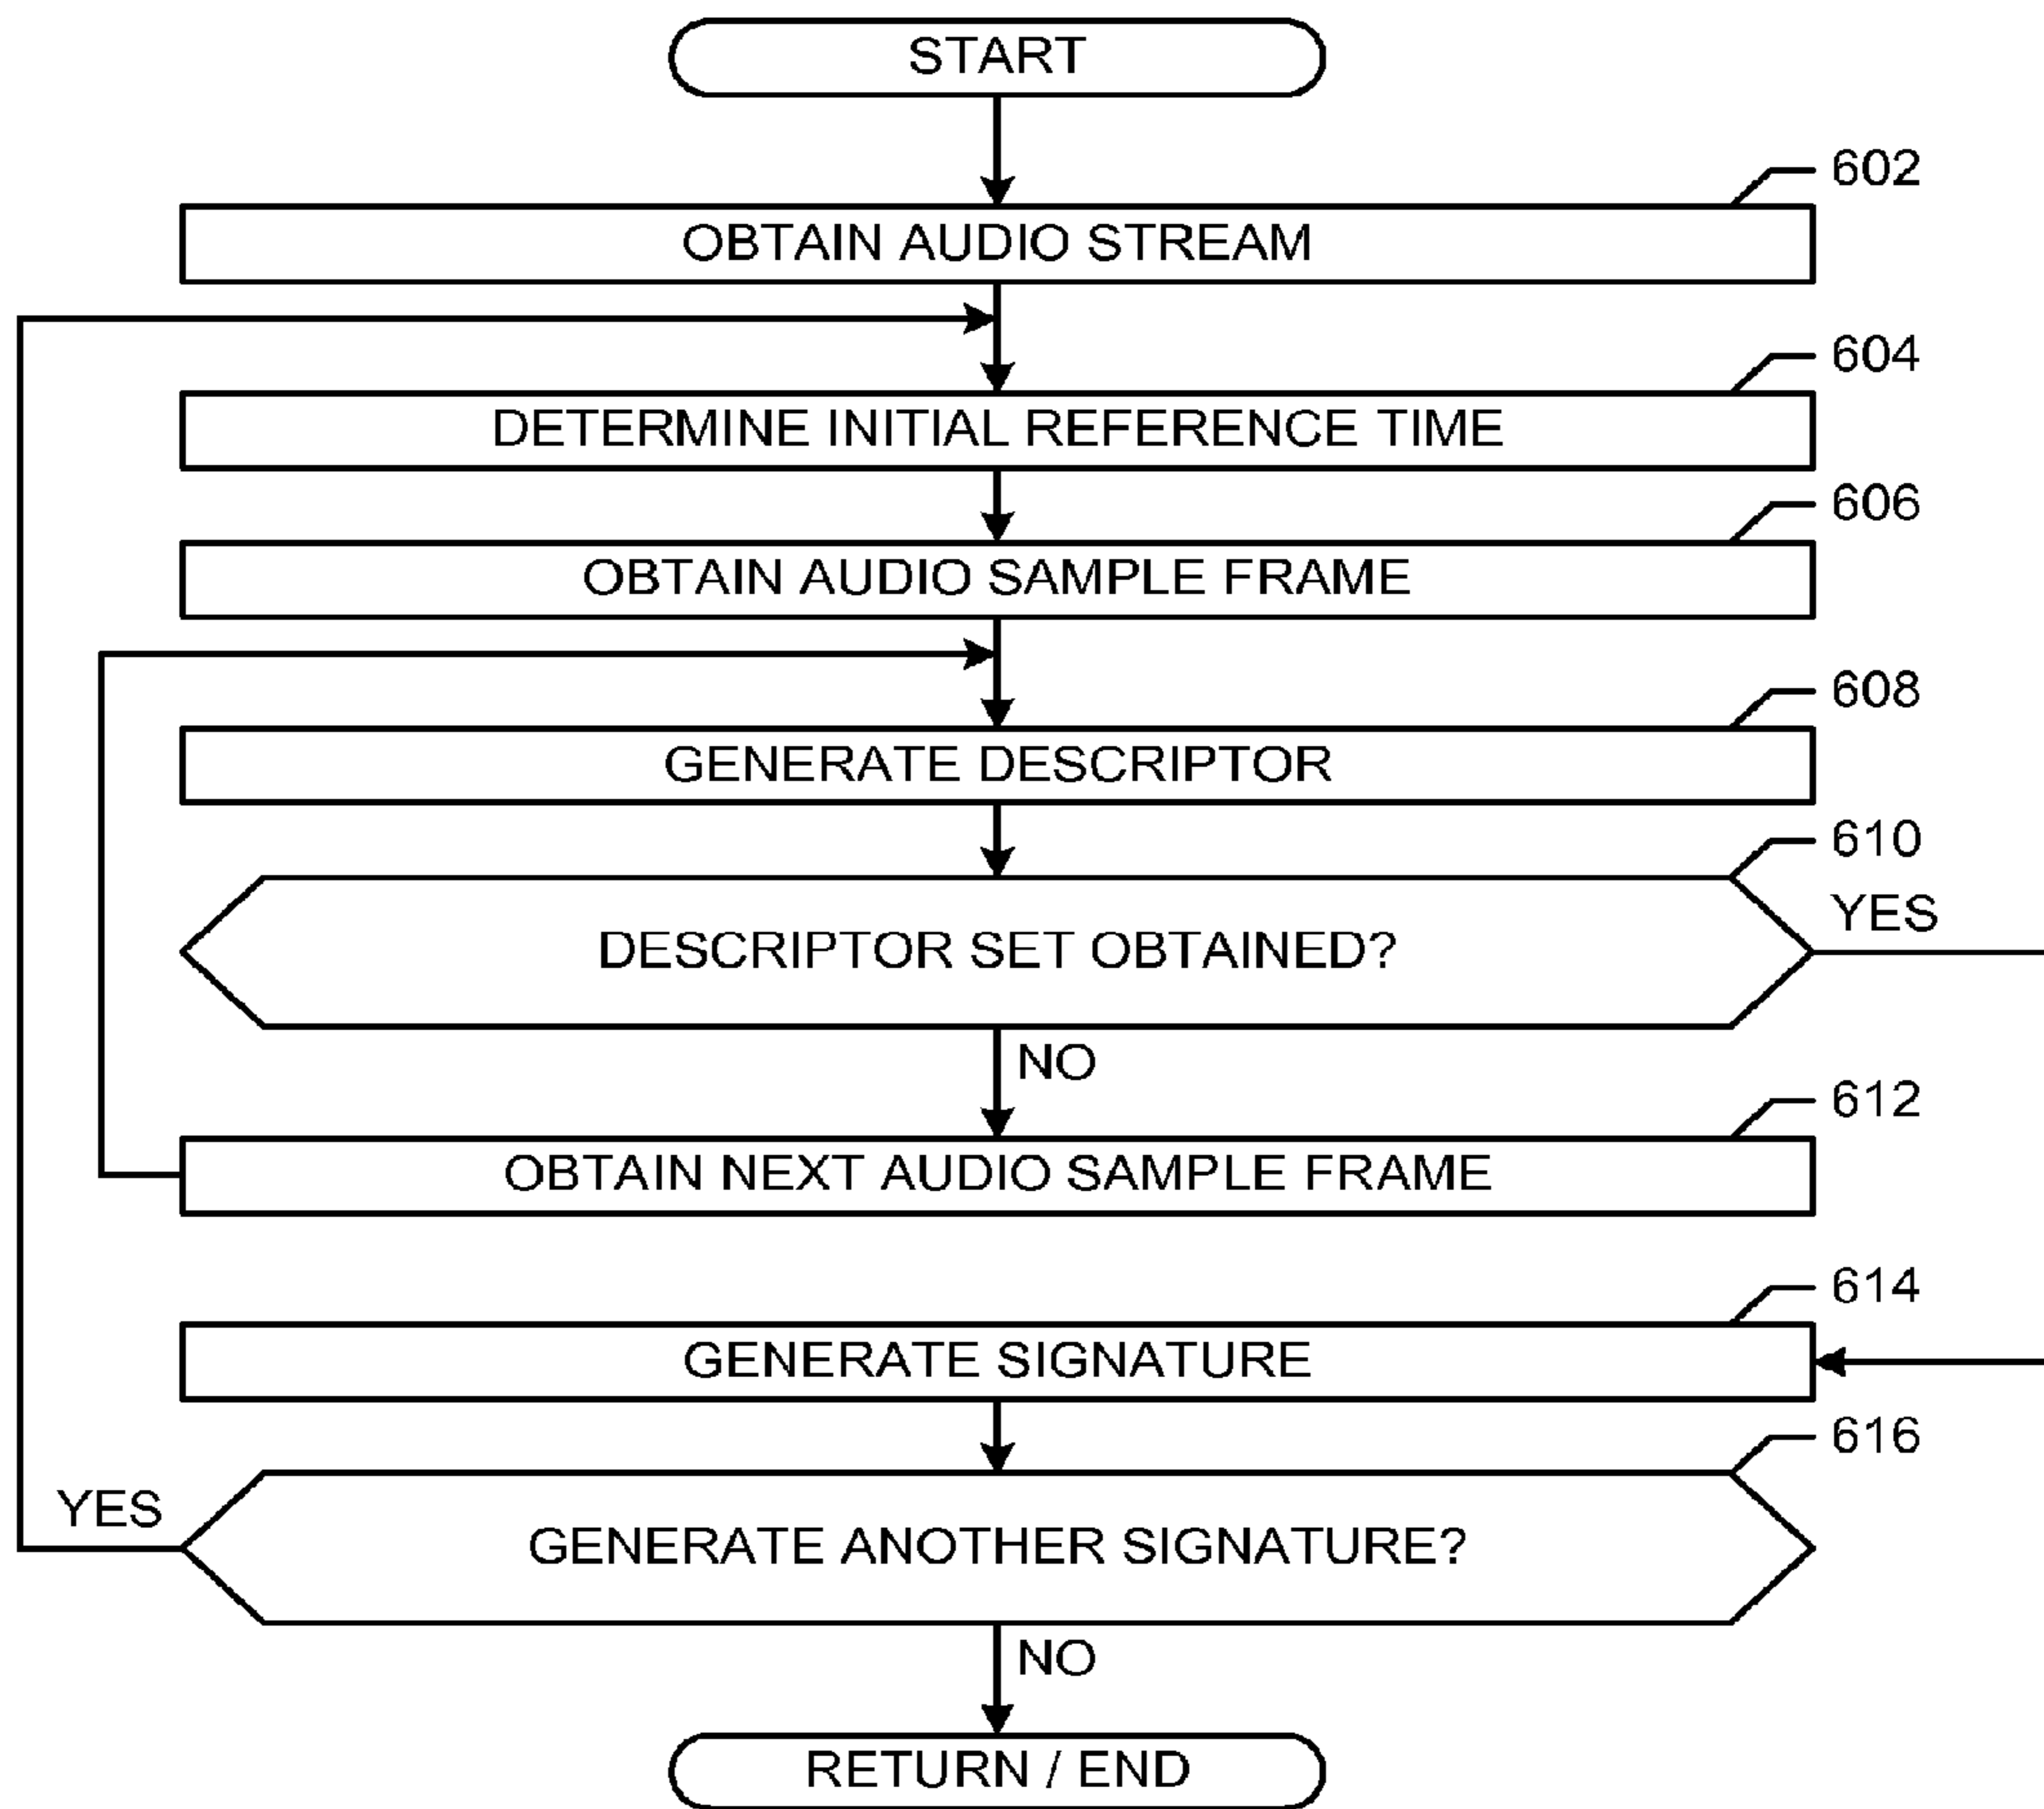 START
602
OBTAIN AUDIO STREAM
604
DETERMINE INITIAL REFERENCE TIME
606
OBTAIN AUDIO SAMPLE FRAME
608
GENERATE DESCRIPTOR
610
YES
DESCRIPTOR SET OBTAINED?
NO
612
OBTAIN NEXT AUDIO SAMPLE FRAME
614
GENERATE SIGNATURE
616
YES
GENERATE ANOTHER SIGNATURE?
NO
RETURN / END